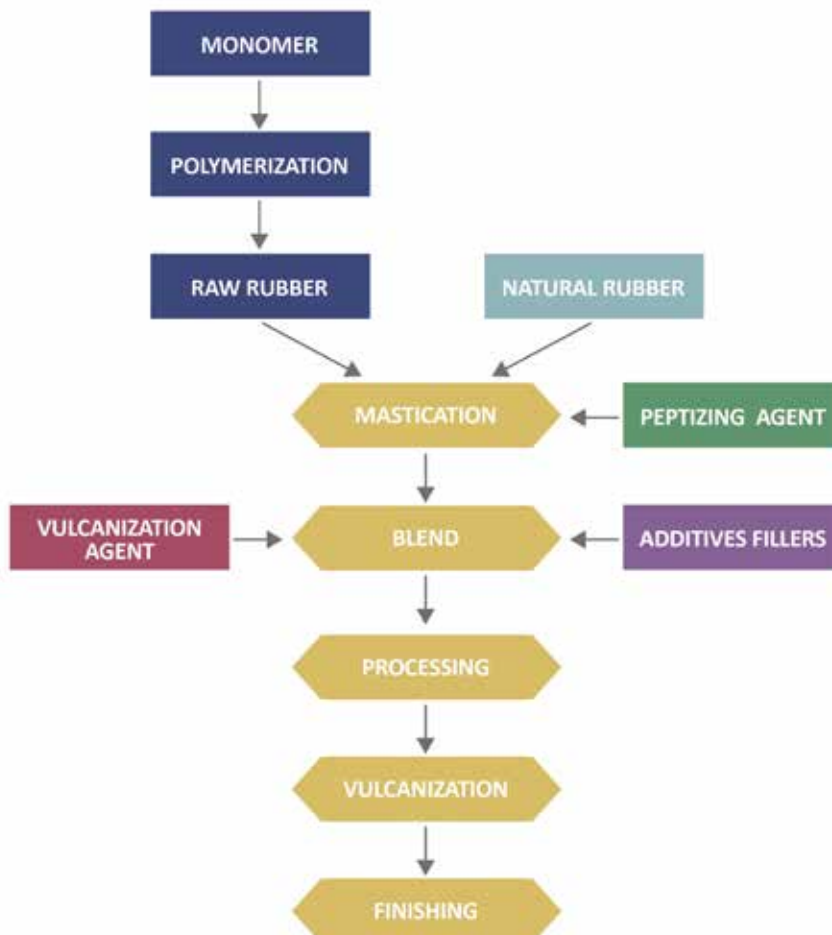 MONOMER
POLYMERIZATION
RAW RUBBER
NATURAL RUBBER
MASTICATION
PEPTIZING AGENT
VULCANIZATION
AGENT
BLEND
ADDITIVES FILLERS
PROCESSING
VULCANIZATION
FINISHING